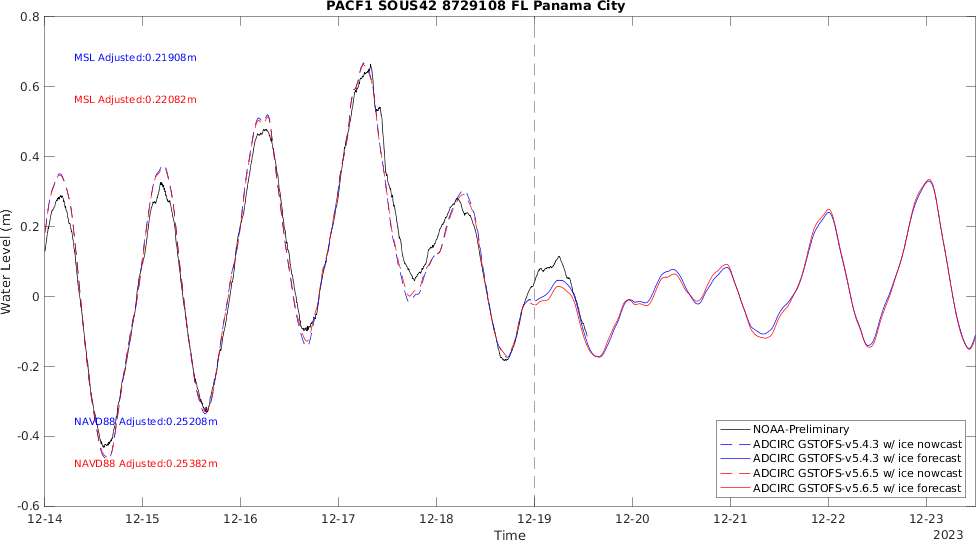 PACF1 SOUS42 8729108 FL Panama City
0.8
MSL Adjusted:0.21908m
0.6
MSL Adjusted:0.22082m
0.4
0.2
Water Level (m)
0
-0.2
NAVD88 Adjusted:0.25208m
-0.4
NAVD88 Adjusted:0.25382m
NOAA-Preliminary
ADCIRC GSTOFS-v5.4.3 w/ ice nowcast
ADCIRC GSTOFS-v5.4.3 w/ ice forecast
ADCIRC GSTOFS-v5.6.5 w/ ice nowcast
ADCIRC GSTOFS-v5.6.5 w/ ice forecast
-0.6
12-14 12-15 12-16 12-17 12-18 12-19 12-20 12-21 12-22 12-23
Time
2023